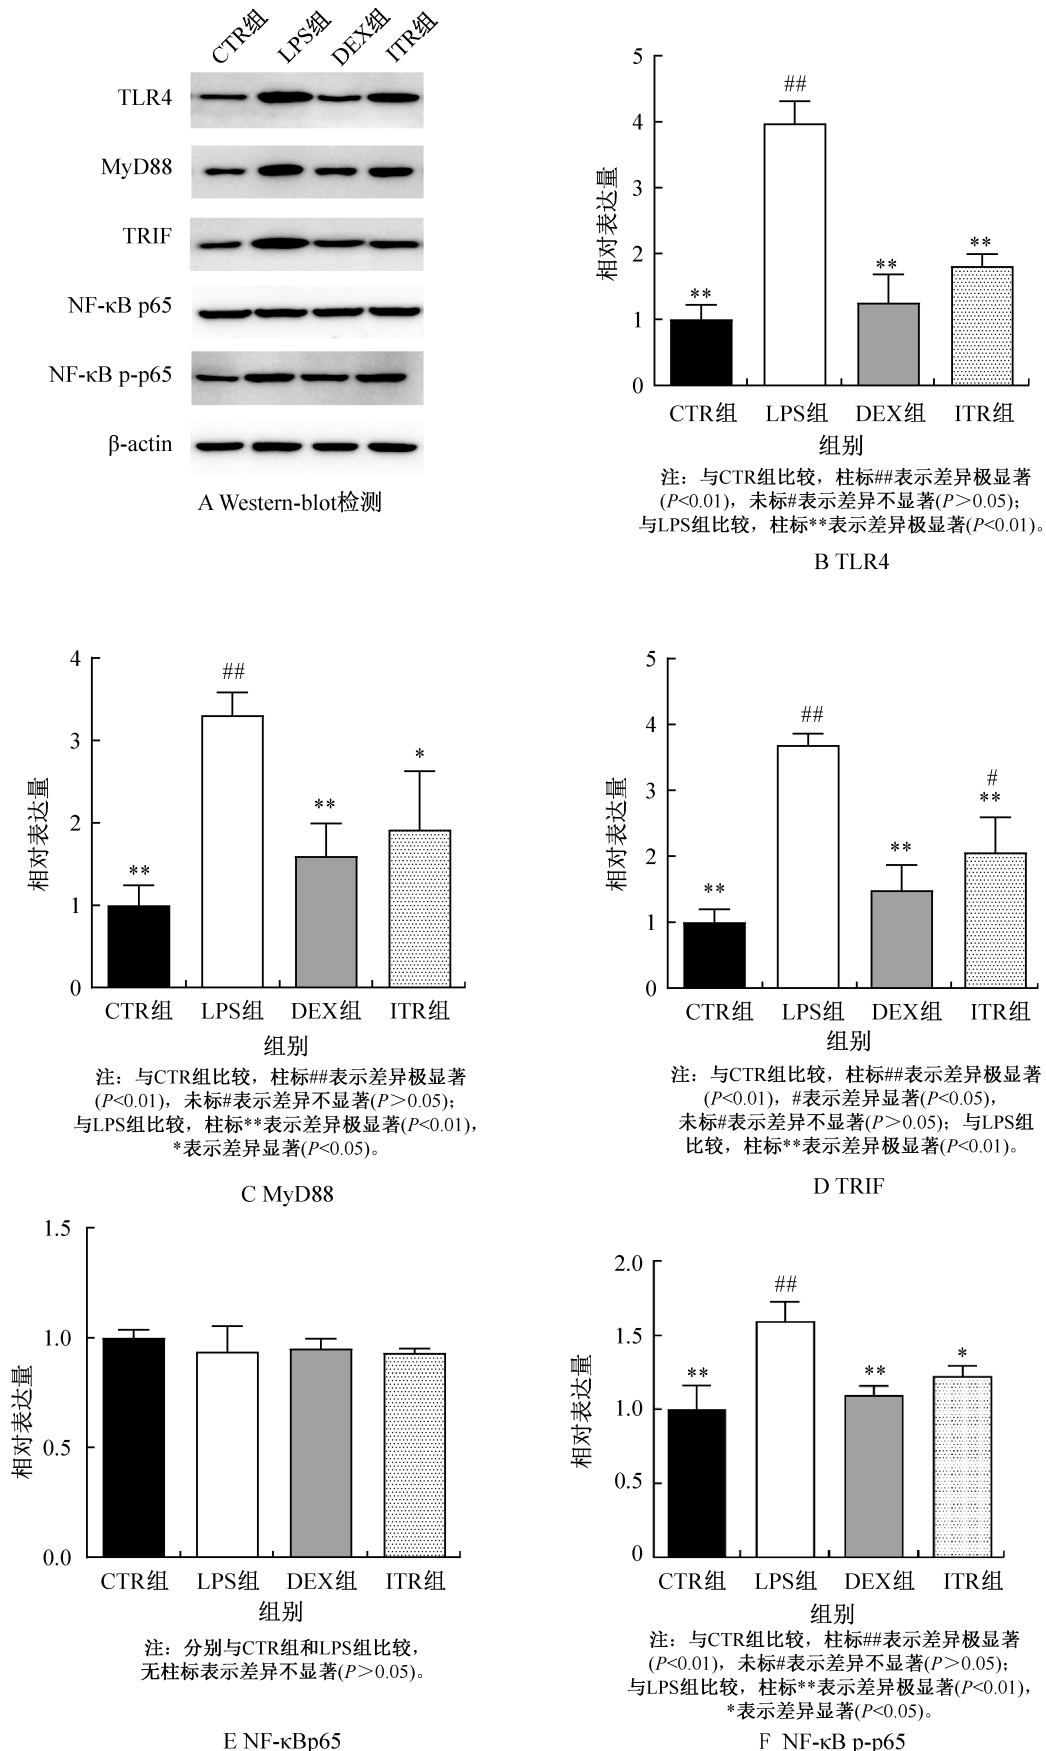 CTR组 LPS组 DEX组 ITR组
TLR4
MyD88
TRIF
NF-κB p65
NF-κB p-p65
β-actin
A Western-blot检测
5
4
3
2
1
0
相对表达量
##
**
**
**
CTR组 LPS组 DEX组 ITR组
组别
注：与CTR组比较，柱标##表示差异极显著
(P<0.01)，未标#表示差异不显著(P＞0.05)；
与LPS组比较，柱标**表示差异极显著(P<0.01)。
B TLR4
4
3
2
1
0
相对表达量
##
*
**
**
CTR组 LPS组 DEX组 ITR组
组别
注：与CTR组比较，柱标##表示差异极显著
(P<0.01)，未标#表示差异不显著(P＞0.05)；
与LPS组比较，柱标**表示差异极显著(P<0.01)，
*表示差异显著(P<0.05)。
C MyD88
5
4
3
2
1
0
相对表达量
##
#
**
**
**
CTR组 LPS组 DEX组 ITR组
组别
注：与CTR组比较，柱标##表示差异极显著
(P<0.01)，#表示差异显著(P<0.05)，
未标#表示差异不显著(P＞0.05)；与LPS组
比较，柱标**表示差异极显著(P<0.01)。
D TRIF
1.5
1.0
0.5
0.0
相对表达量
CTR组 LPS组 DEX组 ITR组
组别
注：分别与CTR组和LPS组比较，
无柱标表示差异不显著(P＞0.05)。
E NF-κBp65
2.0
1.5
1.0
0.5
0
相对表达量
##
*
**
**
CTR组 LPS组 DEX组 ITR组
组别
注：与CTR组比较，柱标##表示差异极显著
(P<0.01)，未标#表示差异不显著(P＞0.05)；
与LPS组比较，柱标**表示差异极显著(P<0.01)，
*表示差异显著(P<0.05)。
F NF-κB p-p65